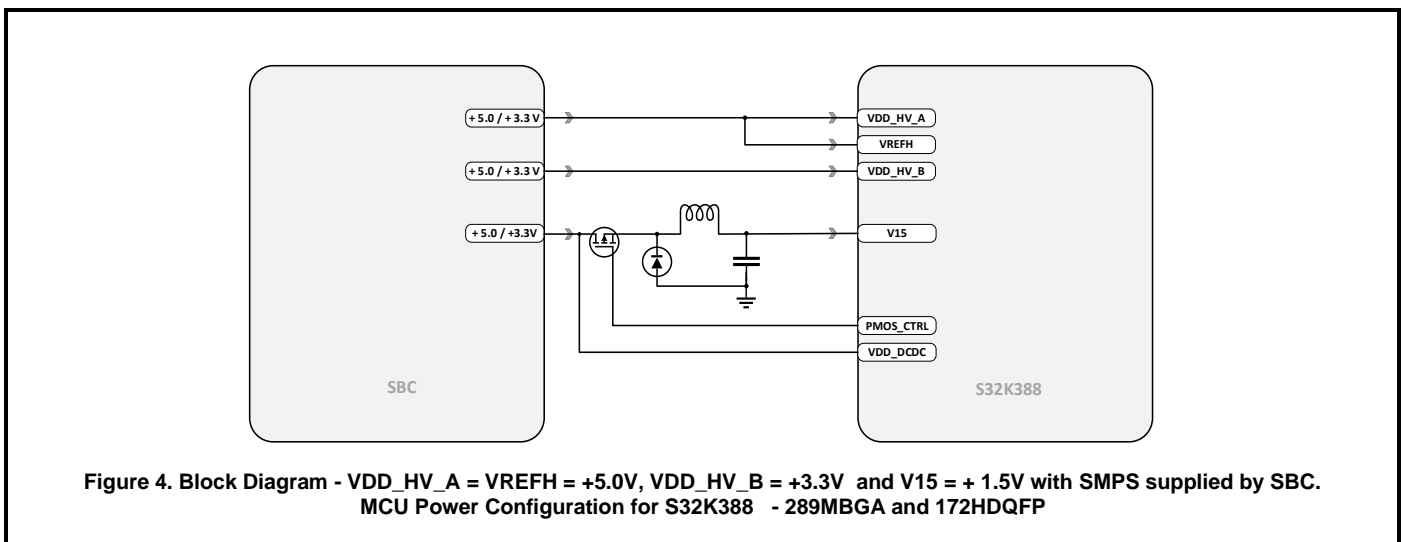 + 5.0 / + 3.3 V
VDD_HV_A
VREFH
+ 5.0 / + 3.3 V
VDD_HV_B
+ 5.0 / +3.3V
V15
PMOS_CTRL
VDD_DCDC
SBC
S32K388
Figure 4. Block Diagram - VDD_HV_A = VREFH = +5.0V, VDD_HV_B = +3.3V and V15 = + 1.5V with SMPS supplied by SBC.
MCU Power Configuration for S32K388 - 289MBGA and 172HDQFP